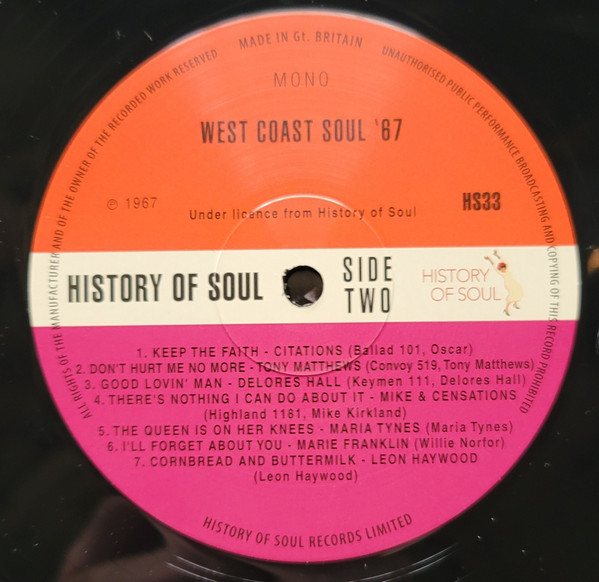 MADE IN Gt. BRITAIN
UNAUTHORISED PUBLIC PERFORMANCE BROADCASTING AND COPYING OF THIS RECORD PROHIBITED
ALL RIGHTS OF THE MANUFACTURER AND OF THE OWNER OF THE RECORDED WORK RESERVED
MONO
WEST COAST SOUL '67
℗ 1967
HS33
Under licence from History of Soul
HISTORY OF SOUL
SIDE
TWO
HISTORY
OF SOUL
1. KEEP THE FAITH - CITATIONS (Ballad 101, Oscar)
2. DON'T HURT ME NO MORE - TONY MATTHEWS (Convoy 519, Tony Matthews)
3. GOOD LOVIN' MAN - DELORES HALL (Keymen 111, Delores Hall)
4. THERE'S NOTHING I CAN DO ABOUT IT - MIKE & CENSATIONS
(Highland 1181, Mike Kirkland)
5. THE QUEEN IS ON HER KNEES - MARIA TYNES (Maria Tynes)
6. I'LL FORGET ABOUT YOU - MARIE FRANKLIN (Willie Norfor)
7. CORNBREAD AND BUTTERMILK - LEON HAYWOOD
(Leon Haywood)
HISTORY OF SOUL RECORDS LIMITED